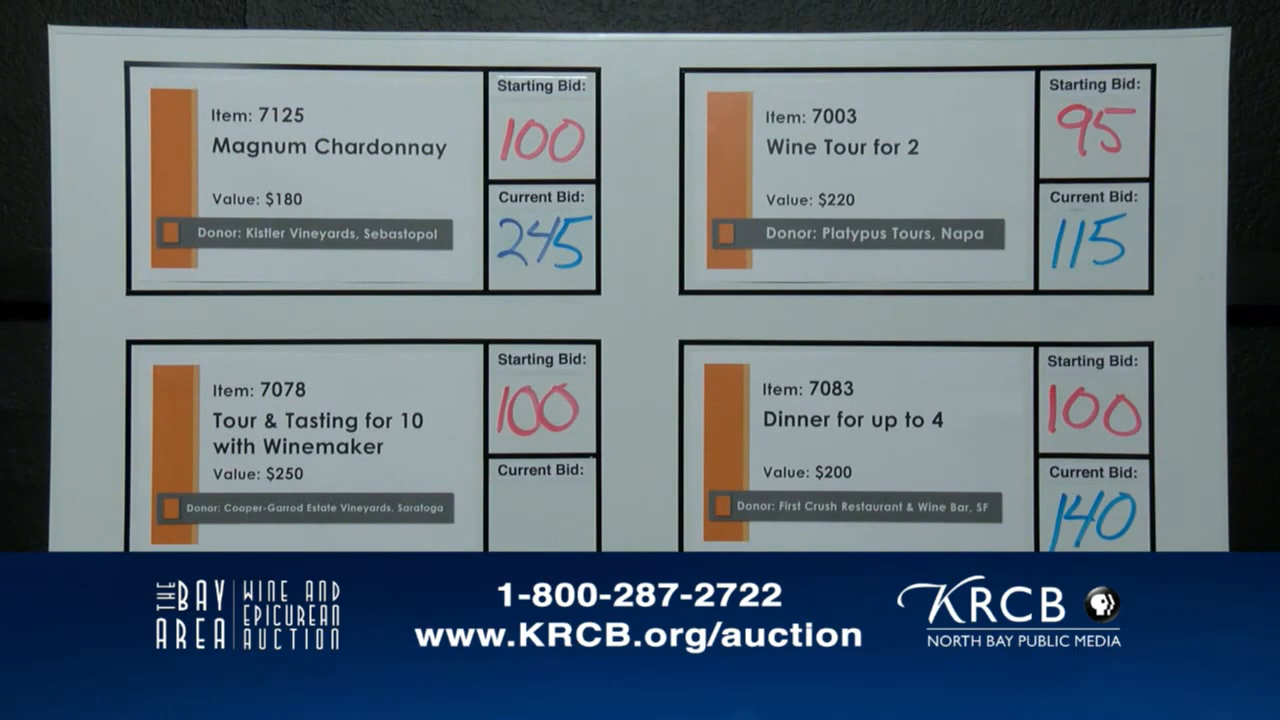 Item: 7125
Magnum Chardonnay
Value: $180
Donor: Kistler Vineyards, Sebastopol
Starting Bid:
100
Current Bid:
245
Item: 7003
Wine Tour for 2
Value: $220
Donor: Platypus Tours, Napa
Starting Bid:
95
Current Bid:
115
Item: 7078
Tour & Tasting for 10
with Winemaker
Value: $250
Donor: Cooper-Garrod Estate Vineyards, Saratoga
Starting Bid:
100
Current Bid:
Item: 7083
Dinner for up to 4
Value: $200
Donor: First Crush Restaurant & Wine Bar, SF
Starting Bid:
100
Current Bid:
140
THE
BAY
AREA
WINE AND
EPICUREAN
AUCTION
1-800-287-2722
www.KRCB.org/auction
KRCB
NORTH BAY PUBLIC MEDIA